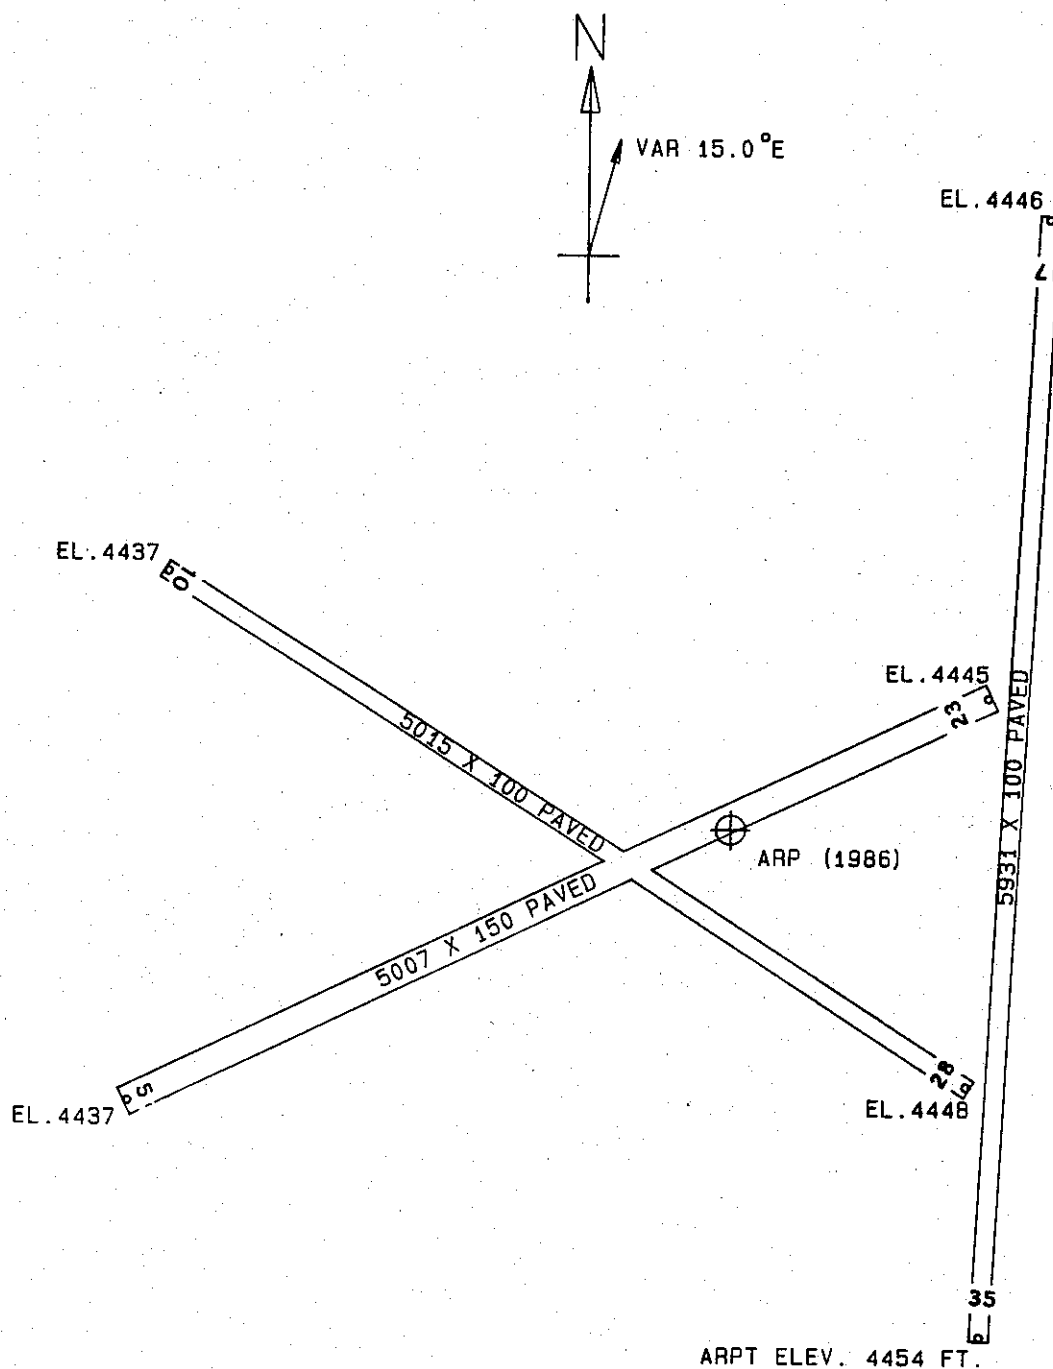 N
VAR 15.0°E
EL.4446
EL.4437
10
EL.4445
23
5015 X 100 PAVED
5931 X 100 PAVED
ARP (1986)
5007 X 150 PAVED
5
EL.4437
28
EL.4448
35
ARPT ELEV. 4454 FT.